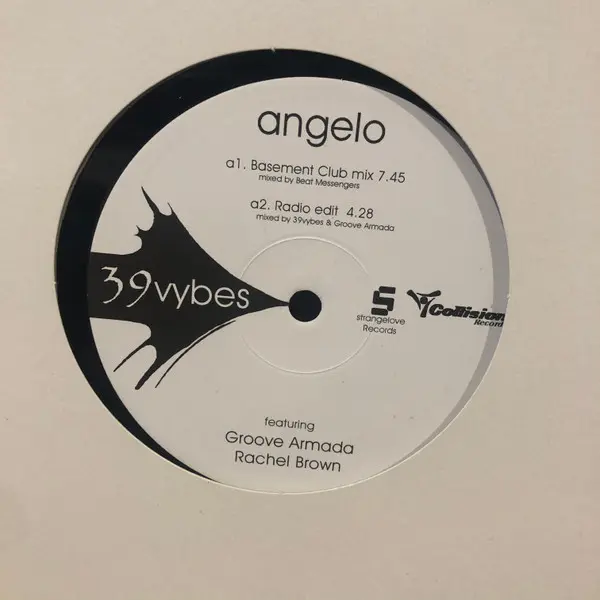 angelo
a1. Basement Club mix 7.45
mixed by Beat Messengers
a2. Radio edit 4.28
mixed by 39vybes & Groove Armada
39vybes
S
strangelove
Records
Collision
Record
featuring
Groove Armada
Rachel Brown